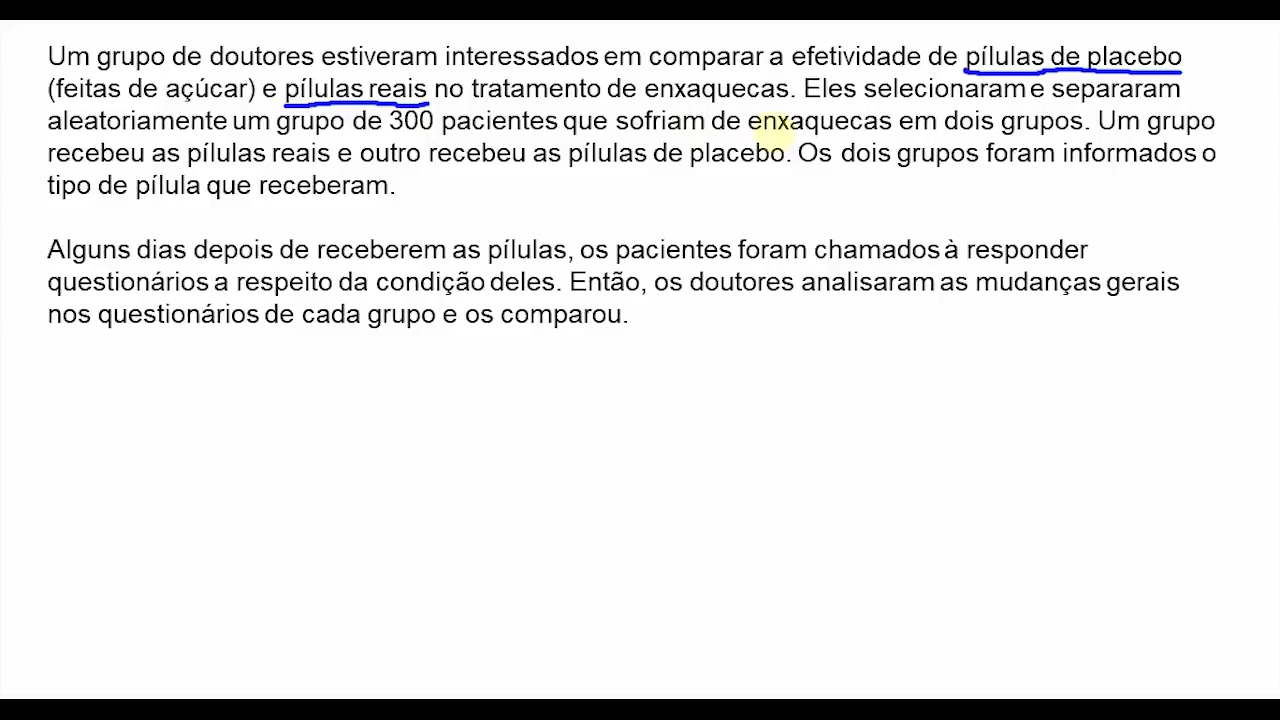 Um grupo de doutores estiveram interessados em comparar a efetividade de pílulas de placebo
(feitas de açúcar) e pílulas reais no tratamento de enxaquecas. Eles selecionaram e separaram
aleatoriamente um grupo de 300 pacientes que sofriam de enxaquecas em dois grupos. Um grupo
recebeu as pílulas reais e outro recebeu as pílulas de placebo. Os dois grupos foram informados o
tipo de pílula que receberam.
Alguns dias depois de receberem as pílulas, os pacientes foram chamados à responder
questionários a respeito da condição deles. Então, os doutores analisaram as mudanças gerais
nos questionários de cada grupo e os comparou.